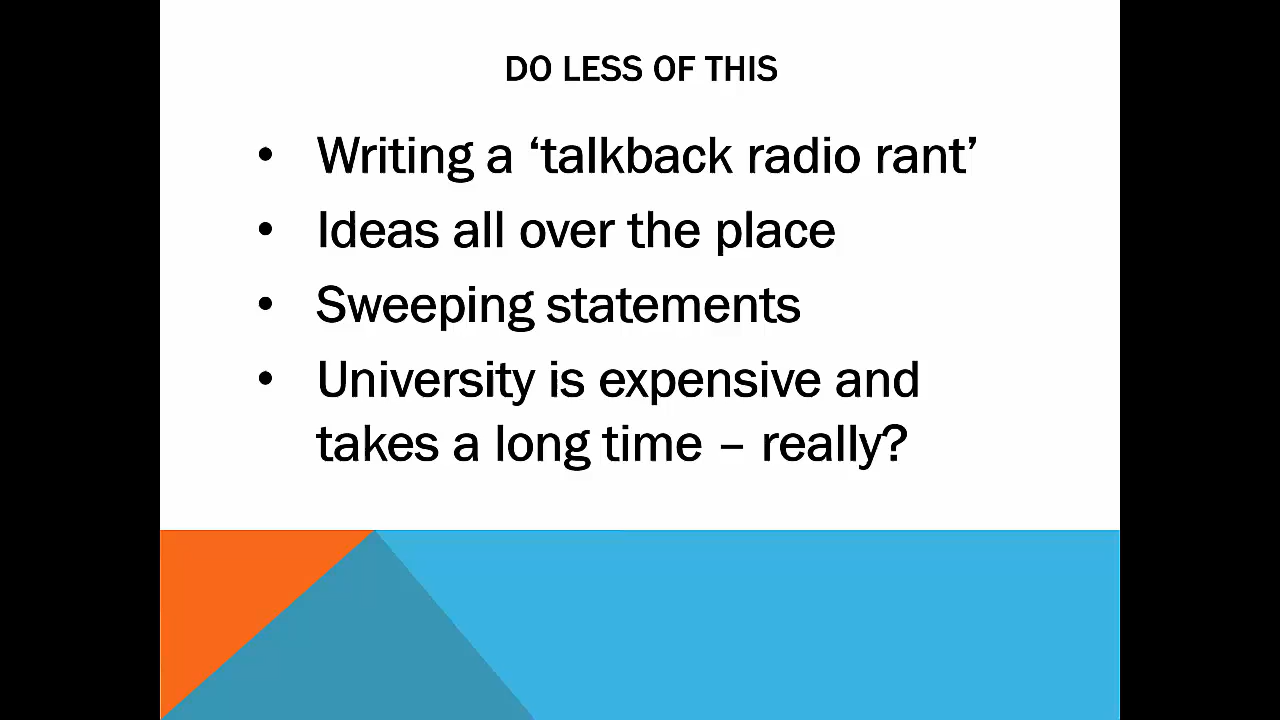 DO LESS OF THIS
• Writing a ‘talkback radio rant’
• Ideas all over the place
• Sweeping statements
• University is expensive and
takes a long time – really?